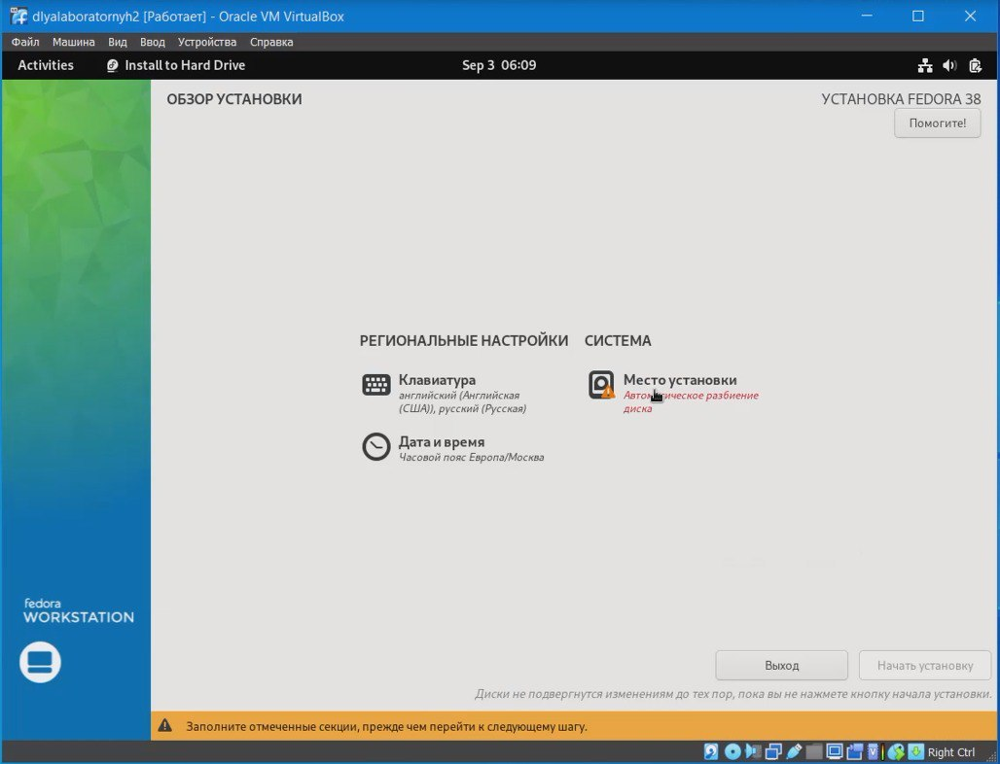 dlyalaboratornyh2 [Работает] - Oracle VM VirtualBox
Файл Машина Вид Ввод Устройства Справка
Activities Install to Hard Drive Sep 3 06:09
ОБЗОР УСТАНОВКИ УСТАНОВКА FEDORA 38
Помогите!
РЕГИОНАЛЬНЫЕ НАСТРОЙКИ СИСТЕМА
Клавиатура
английский (Английская
(США)), русский (Русская)
Место установки
Автоматическое разбиение
диска
Дата и время
Часовой пояс Европа/Москва
fedora
WORKSTATION
Выход Начать установку
Диски не подвергнутся изменениям до тех пор, пока вы не нажмете кнопку начала установки.
Заполните отмеченные секции, прежде чем перейти к следующему шагу.
Right Ctrl